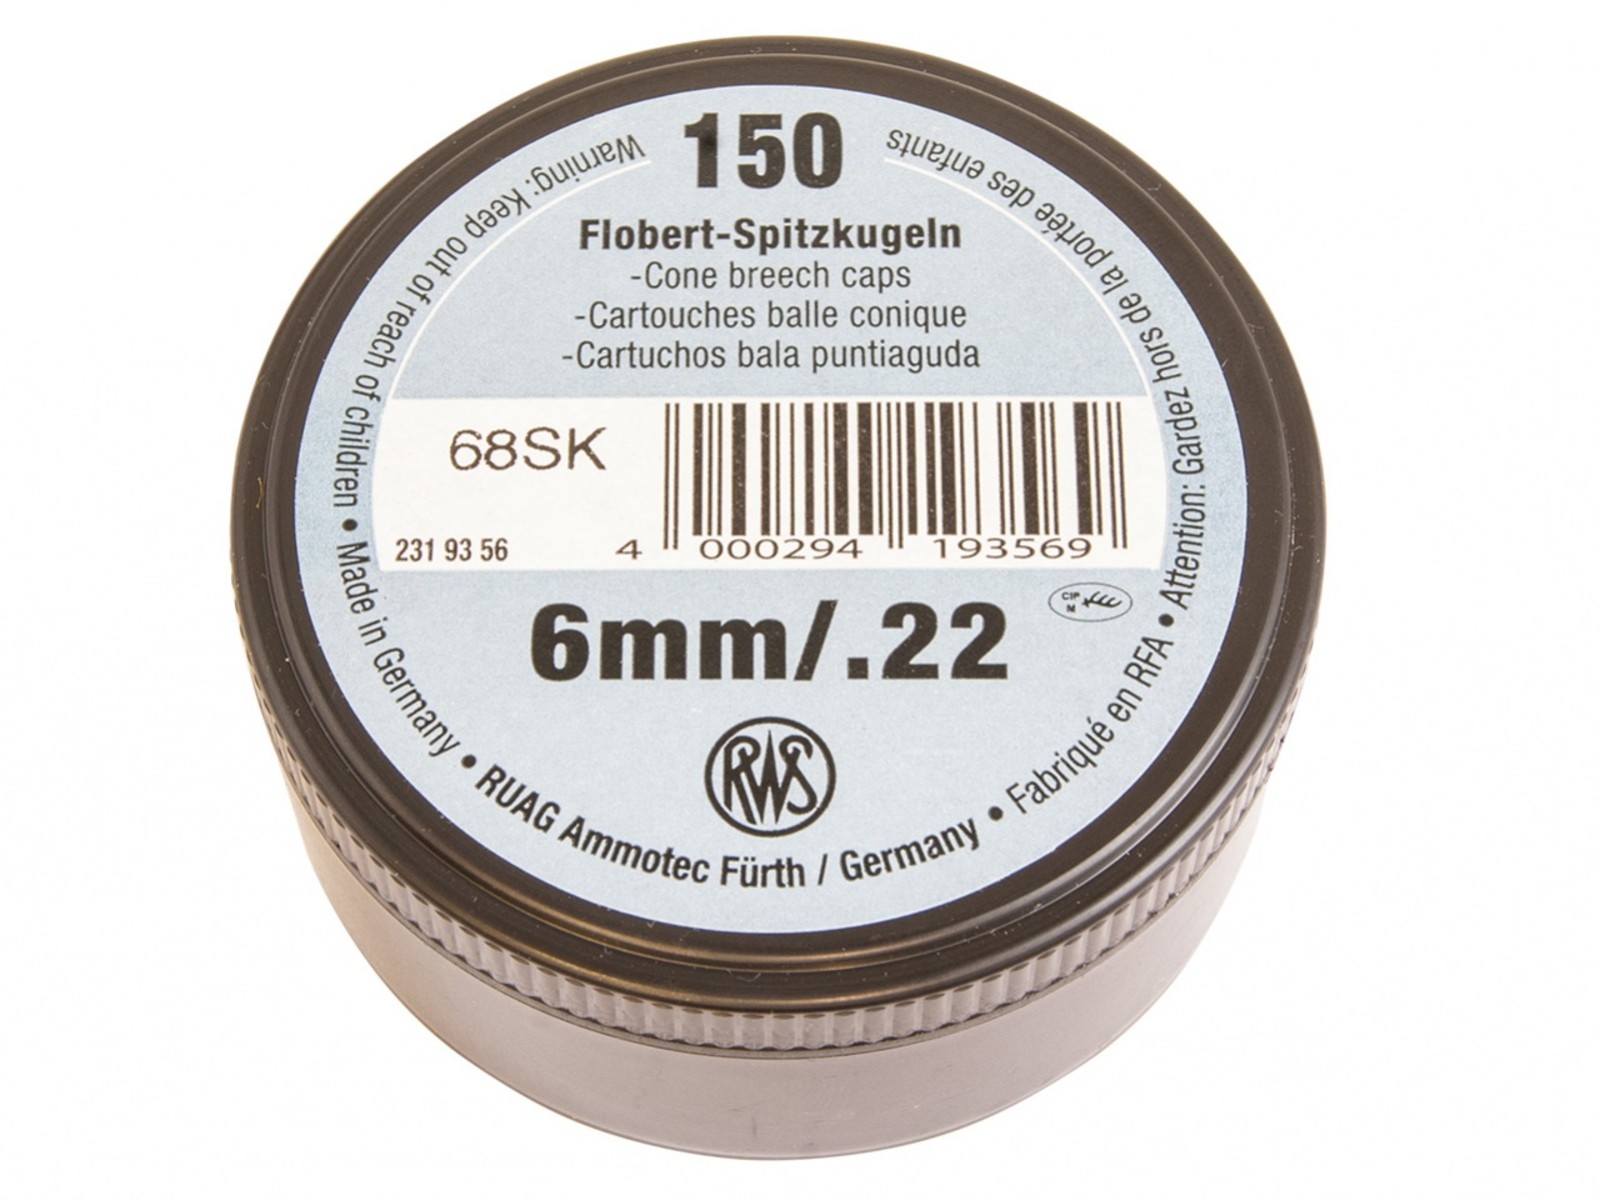 150
Flobert-Spitzkugeln
-Cone breech caps
-Cartouches balle conique
-Cartuchos bala puntiaguda
68SK
231 93 56
4 000294 193569
6mm/.22
CIP
M
RWS
Warning: Keep out of reach of children • Made in Germany • RUAG Ammotec Fürth / Germany • Fabriqué en RFA • Attention: Gardez hors de la portée des enfants